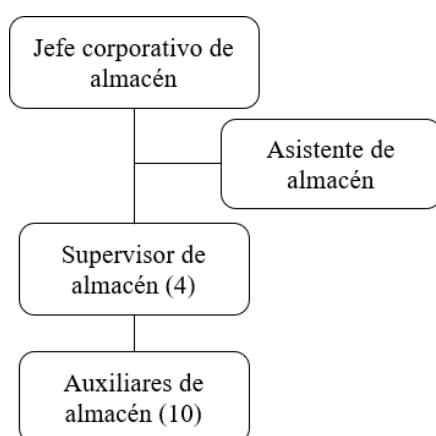 Jefe corporativo de
almacén
Asistente de
almacén
Supervisor de
almacén (4)
Auxiliares de
almacén (10)